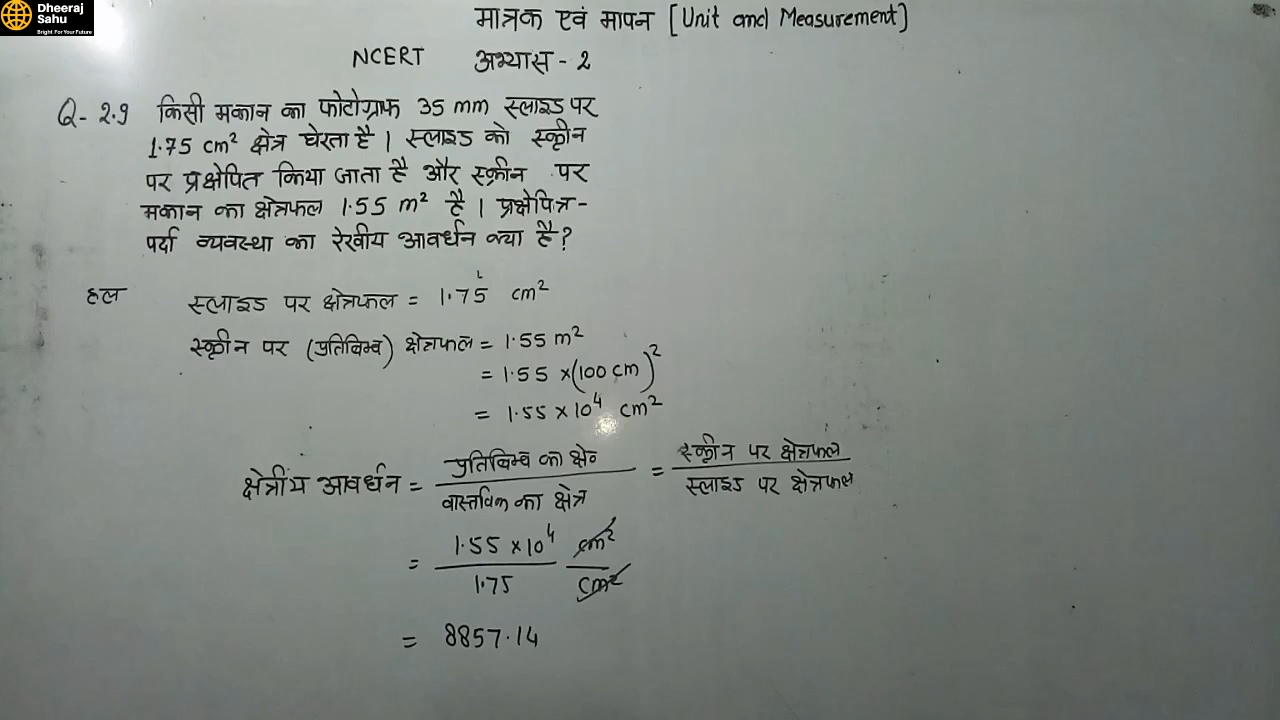 Dheeraj
Sahu
Bright For Your Future
मात्रक एवं मापन [Unit and Measurement]
NCERT अभ्यास - 2
Q- 2.9 किसी मकान का फोटोग्राफ 35 mm स्लाइड पर
1.75 cm² क्षेत्र घेरता है। स्लाइड को स्क्रीन
पर प्रक्षेपित किया जाता है और स्क्रीन पर
मकान का क्षेत्रफल 1.55 m² है। प्रक्षेपित्र-
पर्दा व्यवस्था का रेखीय आवर्धन क्या है?
हल स्लाइड पर क्षेत्रफल = 1.75 cm²
स्क्रीन पर (प्रतिबिम्ब) क्षेत्रफल = 1.55 m²
= 1.55 × (100 cm)²
= 1.55 × 10⁴ cm²
क्षेत्रीय आवर्धन = प्रतिबिम्ब का क्षे० / वास्तविक का क्षेत्र = स्क्रीन पर क्षेत्रफल / स्लाइड पर क्षेत्रफल
= 1.55 × 10⁴ / 1.75 cm² / cm²
= 8857.14